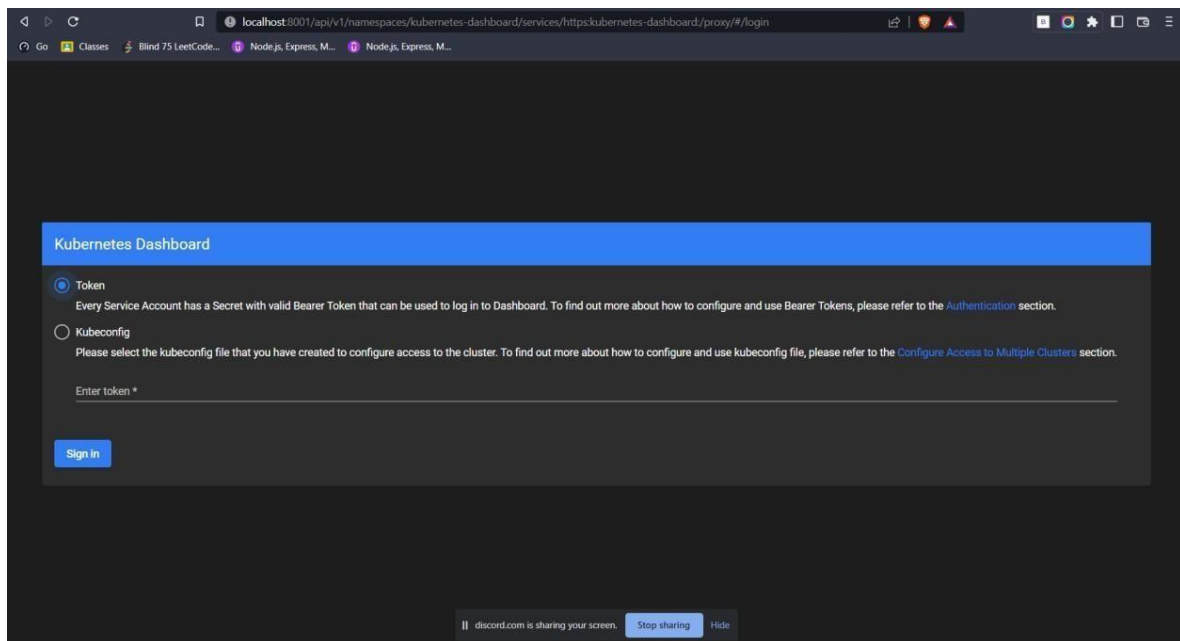 localhost:8001/api/v1/namespaces/kubernetes-dashboard/services/https:kubernetes-dashboard:/proxy/#/login
Go Classes Blind 75 LeetCode... Node.js, Express, M... Node.js, Express, M...
Kubernetes Dashboard
Token
Every Service Account has a Secret with valid Bearer Token that can be used to log in to Dashboard. To find out more about how to configure and use Bearer Tokens, please refer to the Authentication section.
Kubeconfig
Please select the kubeconfig file that you have created to configure access to the cluster. To find out more about how to configure and use kubeconfig file, please refer to the Configure Access to Multiple Clusters section.
Enter token *
Sign in
discord.com is sharing your screen. Stop sharing Hide